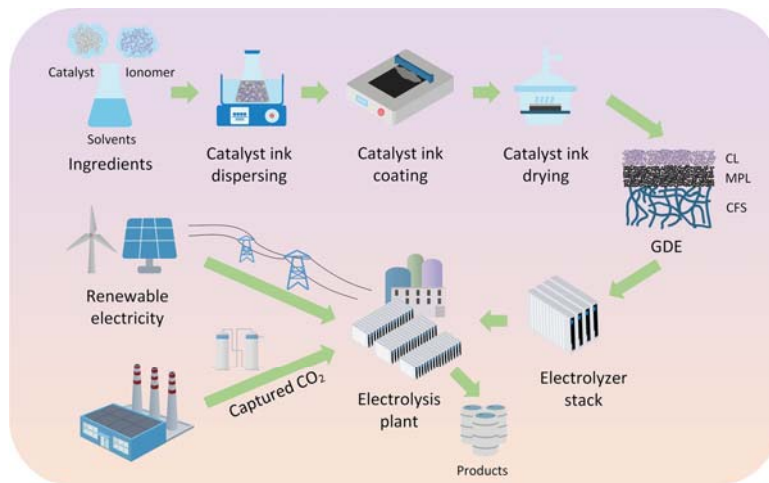 Catalyst
Ionomer
Solvents
Ingredients
Catalyst ink
dispersing
Catalyst ink
coating
Catalyst ink
drying
CL
MPL
CFS
GDE
Renewable
electricity
Captured CO₂
Electrolysis
plant
Electrolyzer
stack
Products